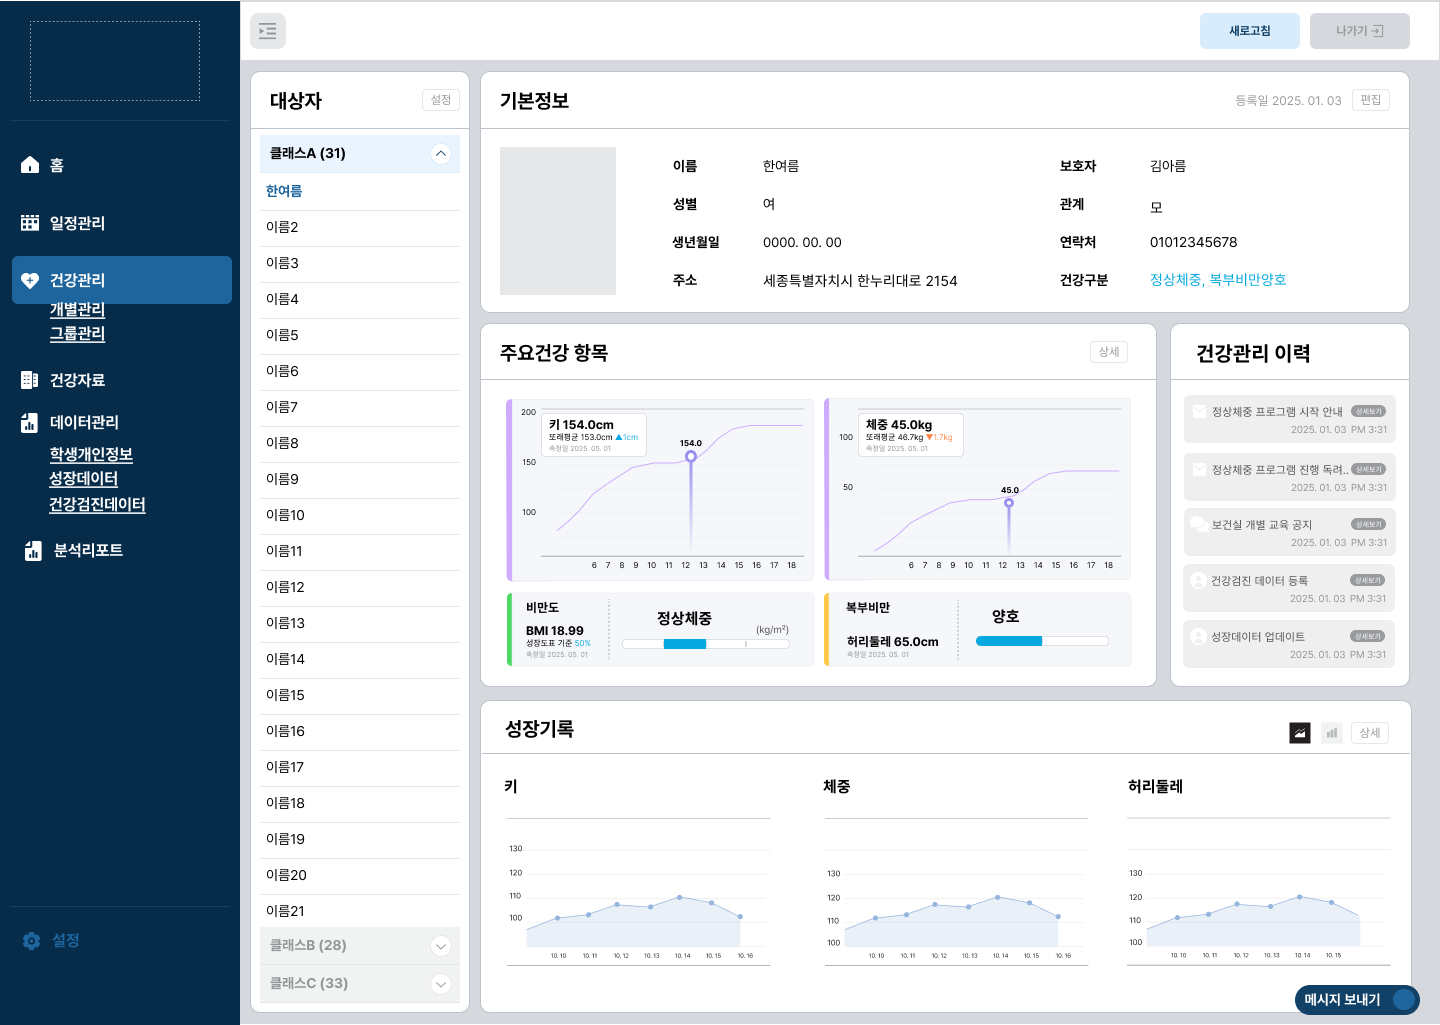 새로고침
나가기
홈
일정관리
건강관리
개별관리
그룹관리
건강자료
데이터관리
학생개인정보
성장데이터
건강검진데이터
분석리포트
설정
대상자
설정
클래스A (31)
한여름
이름2
이름3
이름4
이름5
이름6
이름7
이름8
이름9
이름10
이름11
이름12
이름13
이름14
이름15
이름16
이름17
이름18
이름19
이름20
이름21
클래스B (28)
클래스C (33)
기본정보
등록일 2025. 01. 03
편집
이름 한여름
보호자 김아름
성별 여
관계 모
생년월일 0000. 00. 00
연락처 01012345678
주소 세종특별자치시 한누리대로 2154
건강구분 정상체중, 복부비만양호
주요건강 항목
상세
200
키 154.0cm
또래평균 153.0cm ▲1cm
측정일 2025. 05. 01
154.0
150
100
6 7 8 9 10 11 12 13 14 15 16 17 18
체중 45.0kg
100
또래평균 46.7kg ▼1.7kg
측정일 2025. 05. 01
50
45.0
6 7 8 9 10 11 12 13 14 15 16 17 18
비만도
BMI 18.99
성장도표 기준 50%
측정일 2025. 05. 01
정상체중
(kg/m²)
복부비만
허리둘레 65.0cm
측정일 2025. 05. 01
양호
건강관리 이력
정상체중 프로그램 시작 안내 상세보기
2025. 01. 03 PM 3:31
정상체중 프로그램 진행 독려.. 상세보기
2025. 01. 03 PM 3:31
보건실 개별 교육 공지 상세보기
2025. 01. 03 PM 3:31
건강검진 데이터 등록 상세보기
2025. 01. 03 PM 3:31
성장데이터 업데이트 상세보기
2025. 01. 03 PM 3:31
성장기록
상세
키
130
120
110
100
10. 10 10. 11 10. 12 10. 13 10. 14 10. 15 10. 16
체중
130
120
110
100
10. 10 10. 11 10. 12 10. 13 10. 14 10. 15 10. 16
허리둘레
130
120
110
100
10. 10 10. 11 10. 12 10. 13 10. 14 10. 15
메시지 보내기